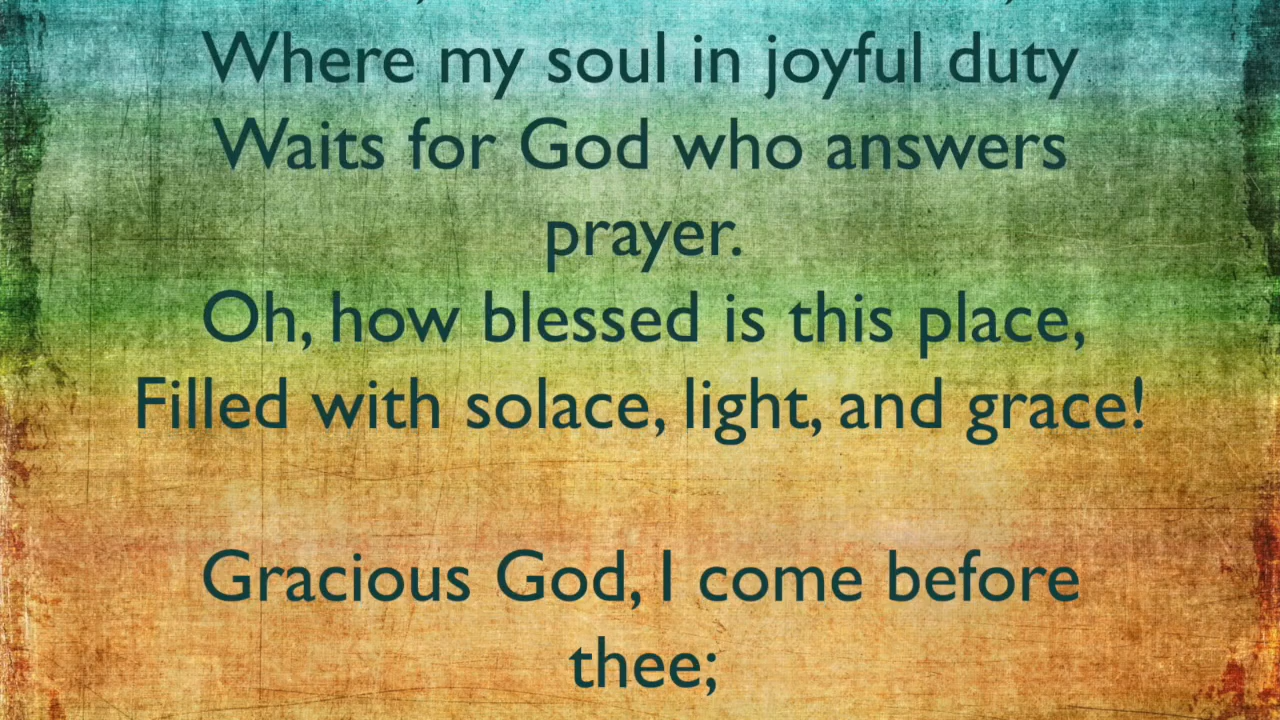 Where my soul in joyful duty
Waits for God who answers
prayer.
Oh, how blessed is this place,
Filled with solace, light, and grace!
Gracious God, I come before
thee;